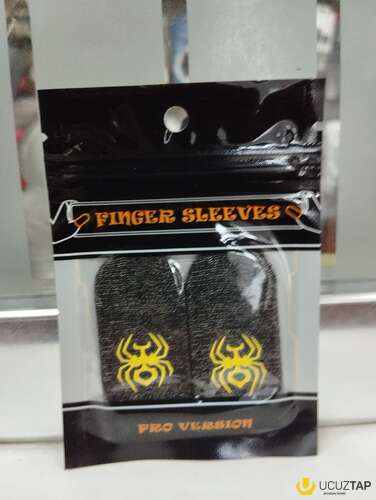 FINGER SLEEVES
PRO VERSION
UCUZTAP